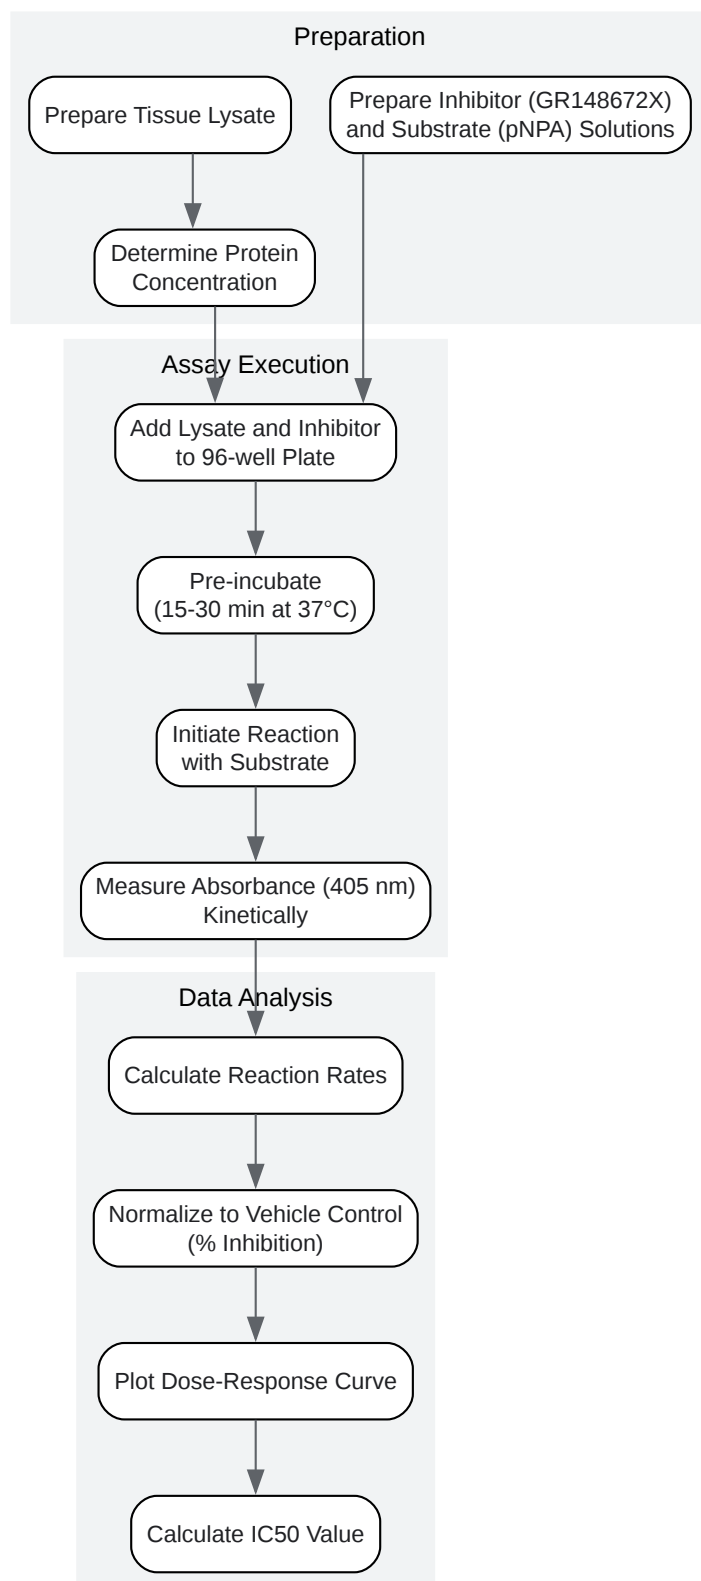 Preparation
Prepare Tissue Lysate
Prepare Inhibitor (GR148672X)
and Substrate (pNPA) Solutions
Determine Protein
Concentration
Assay Execution
Add Lysate and Inhibitor
to 96-well Plate
Pre-incubate
(15-30 min at 37°C)
Initiate Reaction
with Substrate
Measure Absorbance (405 nm)
Kinetically
Data Analysis
Calculate Reaction Rates
Normalize to Vehicle Control
(% Inhibition)
Plot Dose-Response Curve
Calculate IC50 Value